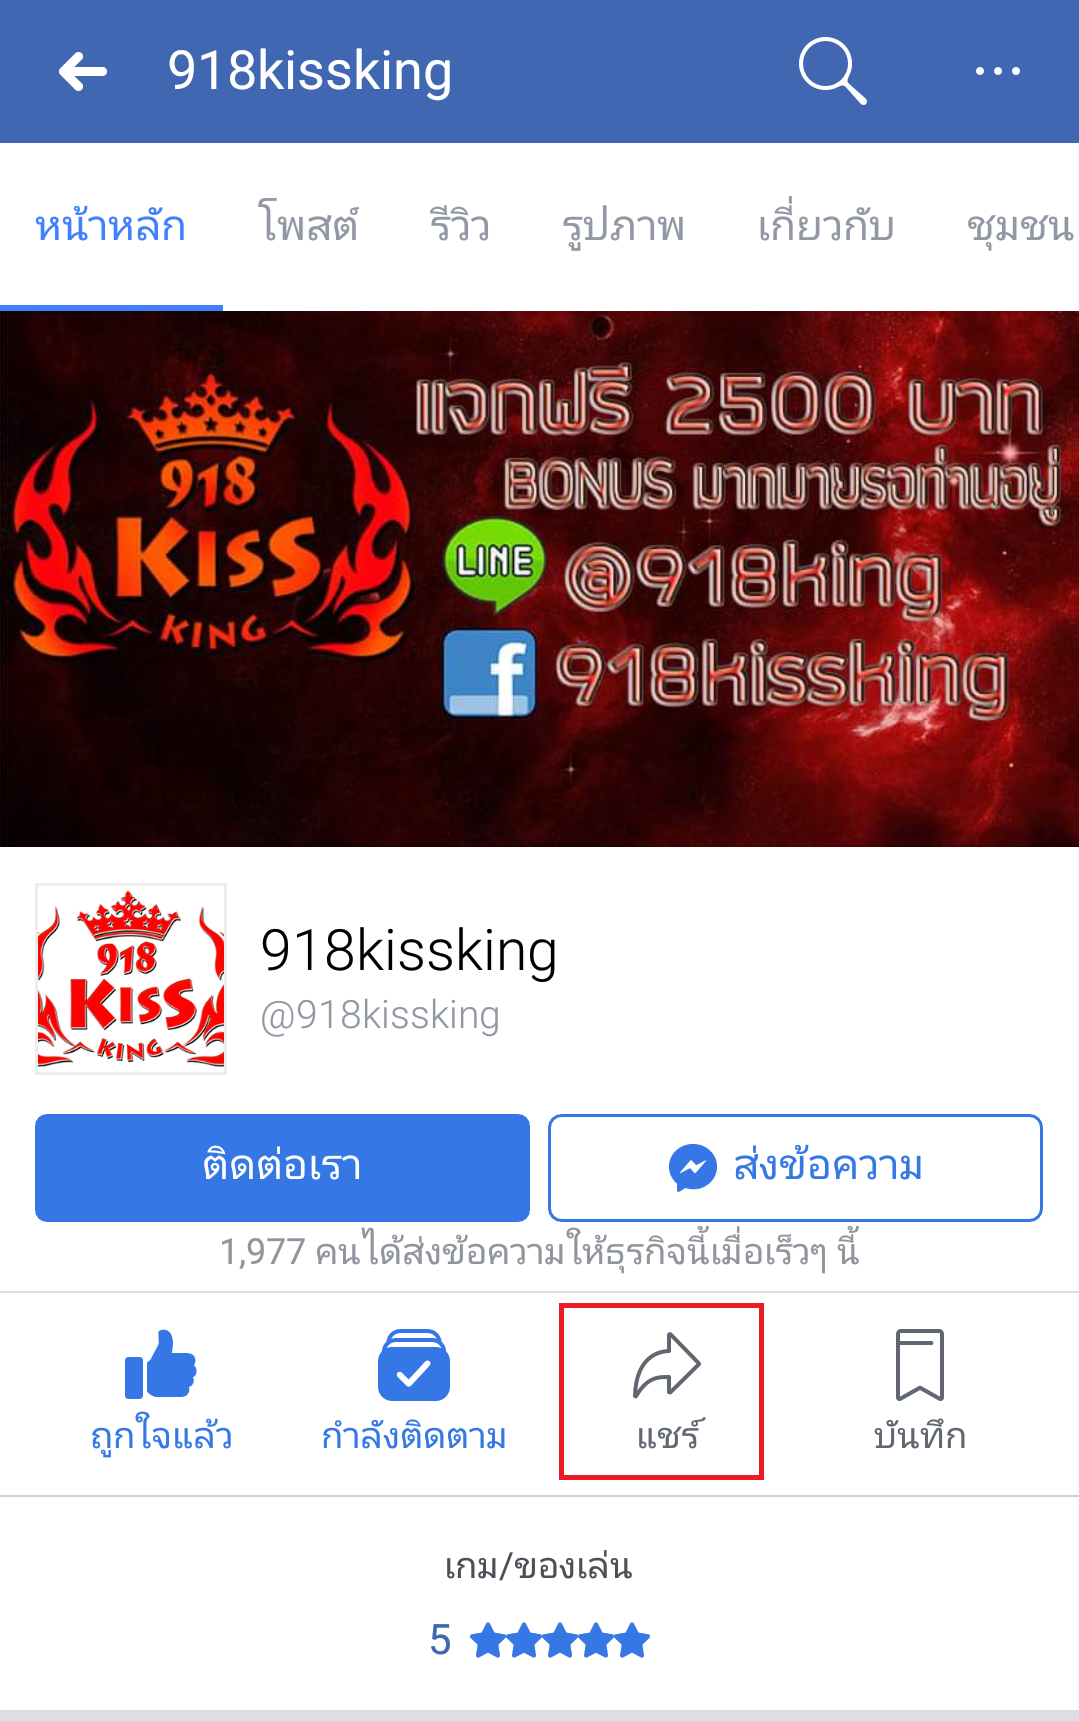 918kissking
หน้าหลัก โพสต์ รีวิว รูปภาพ เกี่ยวกับ ชุมชน
918
KISS
KING
แจกฟรี 2500 บาท
BONUS มากมายรอท่านอยู่
LINE @918king
f 918kissking
918
KISS
KING
918kissking
@918kissking
ติดต่อเรา
ส่งข้อความ
1,977 คนได้ส่งข้อความให้ธุรกิจนี้เมื่อเร็วๆ นี้
ถูกใจแล้ว กำลังติดตาม แชร์ บันทึก
เกม/ของเล่น
5